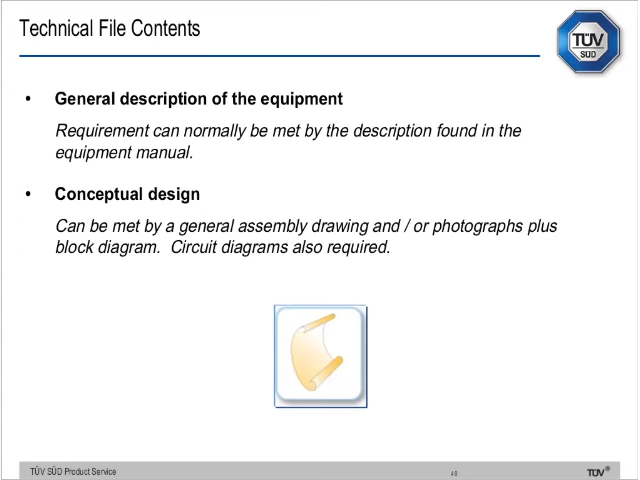 Technical File Contents
TÜV
SÜD
• General description of the equipment
Requirement can normally be met by the description found in the
equipment manual.
• Conceptual design
Can be met by a general assembly drawing and / or photographs plus
block diagram.  Circuit diagrams also required.
TÜV SÜD Product Service
TÜV®